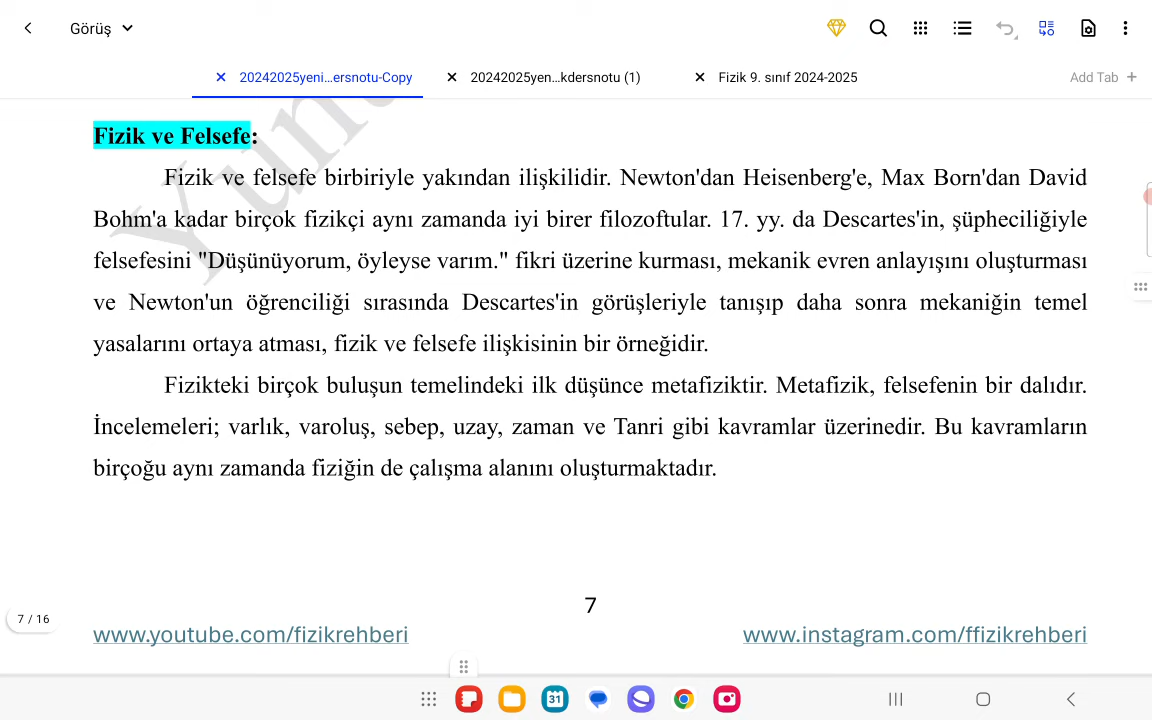 Görüş
20242025yeni...ersnotu-Copy
20242025yen...kdersnotu (1)
Fizik 9. sınıf 2024-2025
Add Tab +
Fizik ve Felsefe:
Fizik ve felsefe birbiriyle yakından ilişkilidir. Newton'dan Heisenberg'e, Max Born'dan David
Bohm'a kadar birçok fizikçi aynı zamanda iyi birer filozoftular. 17. yy. da Descartes'in, şüpheciliğiyle
felsefesini "Düşünüyorum, öyleyse varım." fikri üzerine kurması, mekanik evren anlayışını oluşturması
ve Newton'un öğrenciliği sırasında Descartes'in görüşleriyle tanışıp daha sonra mekaniğin temel
yasalarını ortaya atması, fizik ve felsefe ilişkisinin bir örneğidir.
Fizikteki birçok buluşun temelindeki ilk düşünce metafiziktir. Metafizik, felsefenin bir dalıdır.
İncelemeleri; varlık, varoluş, sebep, uzay, zaman ve Tanri gibi kavramlar üzerinedir. Bu kavramların
birçoğu aynı zamanda fiziğin de çalışma alanını oluşturmaktadır.
7
7 / 16
www.youtube.com/fizikrehberi
www.instagram.com/ffizikrehberi
31